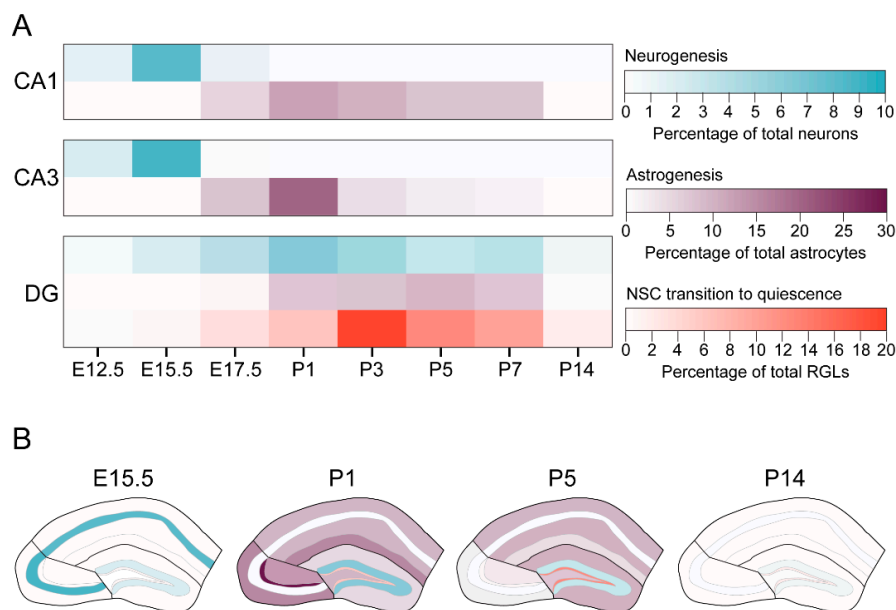 A
CA1
CA3
DG
E12.5 E15.5 E17.5 P1 P3 P5 P7 P14
Neurogenesis
0 1 2 3 4 5 6 7 8 9 10
Percentage of total neurons
Astrogenesis
0 5 10 15 20 25 30
Percentage of total astrocytes
NSC transition to quiescence
0 2 4 6 8 10 12 14 16 18 20
Percentage of total RGLs
B
E15.5 P1 P5 P14